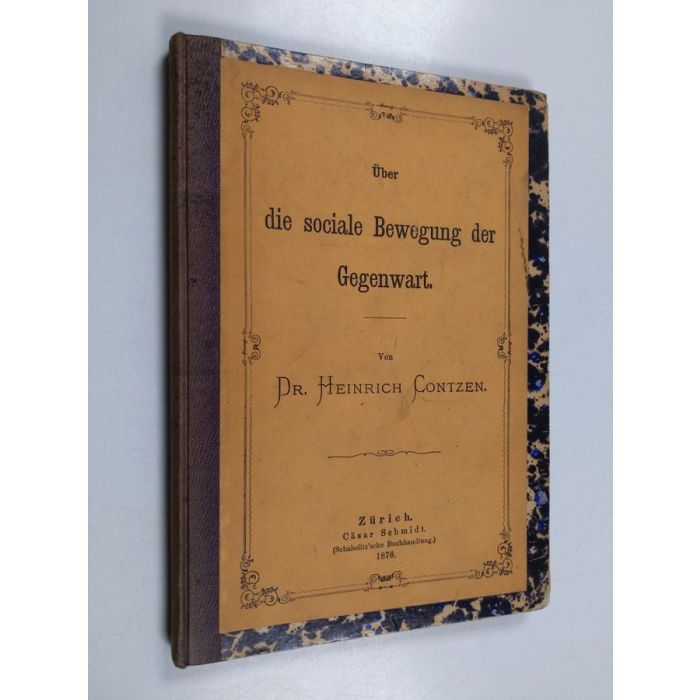 Über
die sociale Bewegung der
Gegenwart.
Von
DR. HEINRICH CONTZEN.
Zürich.
Cäsar Schmidt.
(Schabelitz'sche Buchhandlung.)
1876.